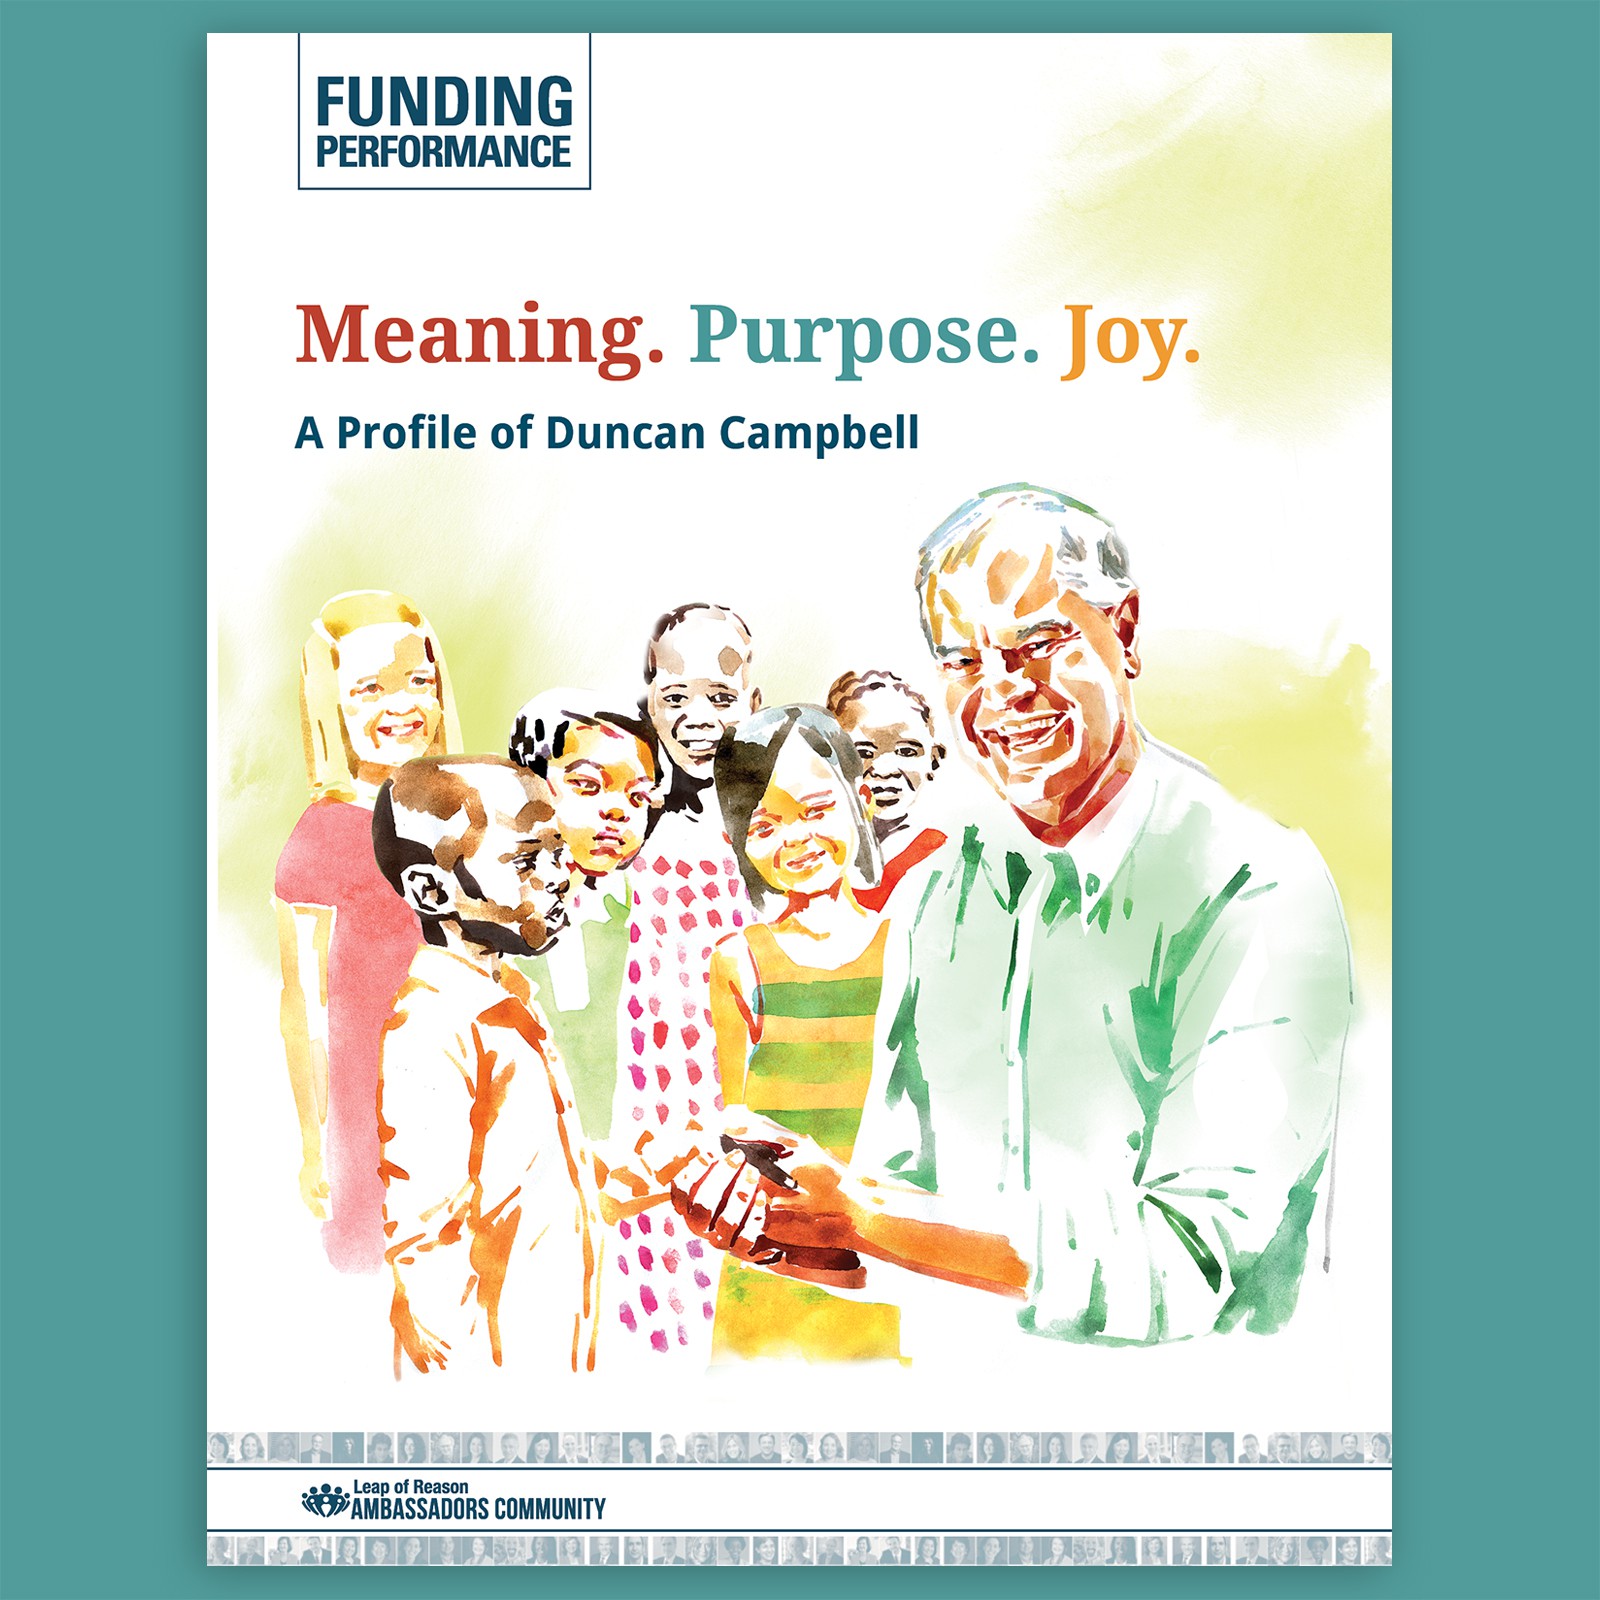 FUNDING
PERFORMANCE
Meaning. Purpose. Joy.
A Profile of Duncan Campbell
Leap of Reason
AMBASSADORS COMMUNITY